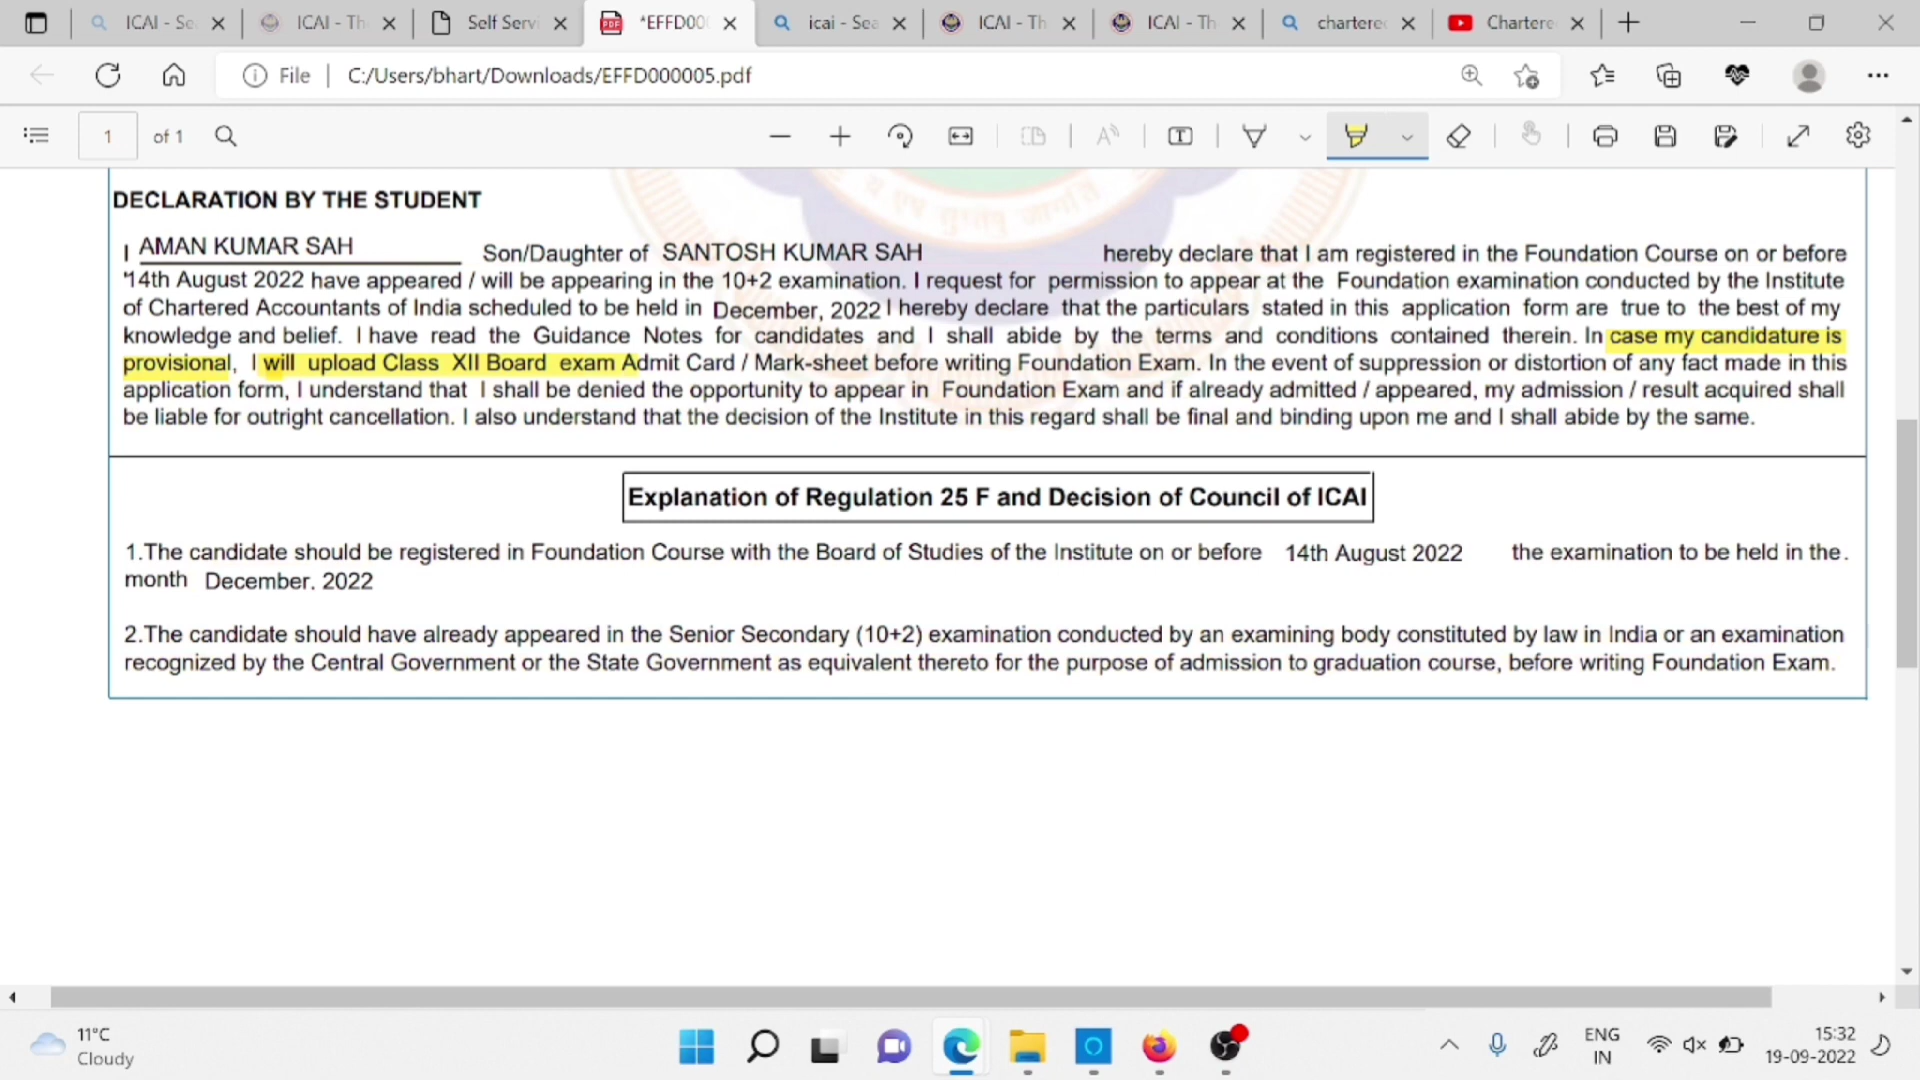 ICAI - Se
ICAI - Th
Self Servi
*EFFD00
icai - Sea
ICAI - Th
ICAI - Th
chartered
Chartere
File
C:/Users/bhart/Downloads/EFFD000005.pdf
1
of 1
DECLARATION BY THE STUDENT
I AMAN KUMAR SAH Son/Daughter of SANTOSH KUMAR SAH hereby declare that I am registered in the Foundation Course on or before
14th August 2022 have appeared / will be appearing in the 10+2 examination. I request for permission to appear at the Foundation examination conducted by the Institute
of Chartered Accountants of India scheduled to be held in December, 2022 I hereby declare that the particulars stated in this application form are true to the best of my
knowledge and belief. I have read the Guidance Notes for candidates and I shall abide by the terms and conditions contained therein. In case my candidature is
provisional, I will upload Class XII Board exam Admit Card / Mark-sheet before writing Foundation Exam. In the event of suppression or distortion of any fact made in this
application form, I understand that I shall be denied the opportunity to appear in Foundation Exam and if already admitted / appeared, my admission / result acquired shall
be liable for outright cancellation. I also understand that the decision of the Institute in this regard shall be final and binding upon me and I shall abide by the same.
Explanation of Regulation 25 F and Decision of Council of ICAI
1.The candidate should be registered in Foundation Course with the Board of Studies of the Institute on or before 14th August 2022 the examination to be held in the.
month December. 2022
2.The candidate should have already appeared in the Senior Secondary (10+2) examination conducted by an examining body constituted by law in India or an examination
recognized by the Central Government or the State Government as equivalent thereto for the purpose of admission to graduation course, before writing Foundation Exam.
11°C
Cloudy
ENG
IN
15:32
19-09-2022